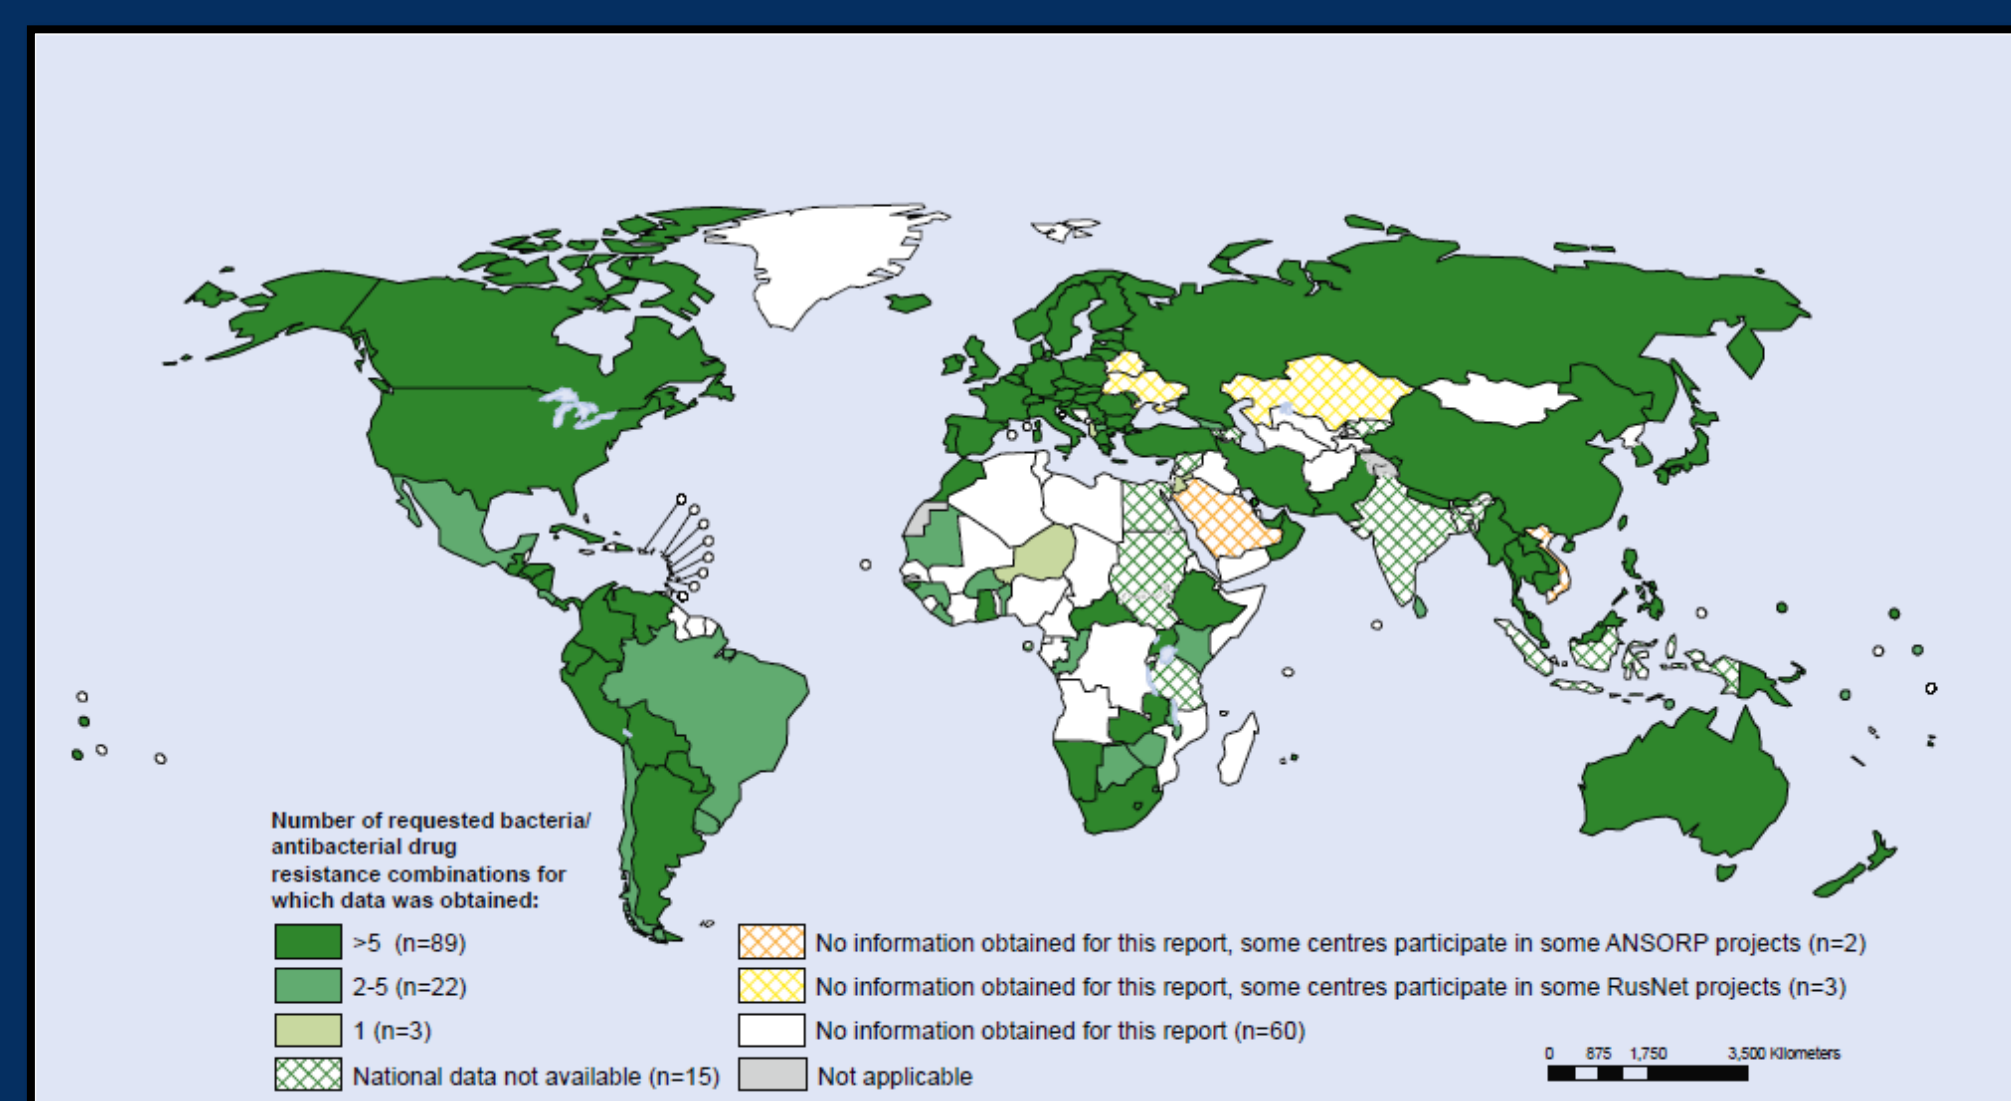 Number of requested bacteria/
antibacterial drug
resistance combinations for
which data was obtained:
>5 (n=89)
2-5 (n=22)
1 (n=3)
National data not available (n=15)
No information obtained for this report, some centres participate in some ANSORP projects (n=2)
No information obtained for this report, some centres participate in some RusNet projects (n=3)
No information obtained for this report (n=60)
Not applicable
0 875 1,750 3,500 Kilometers